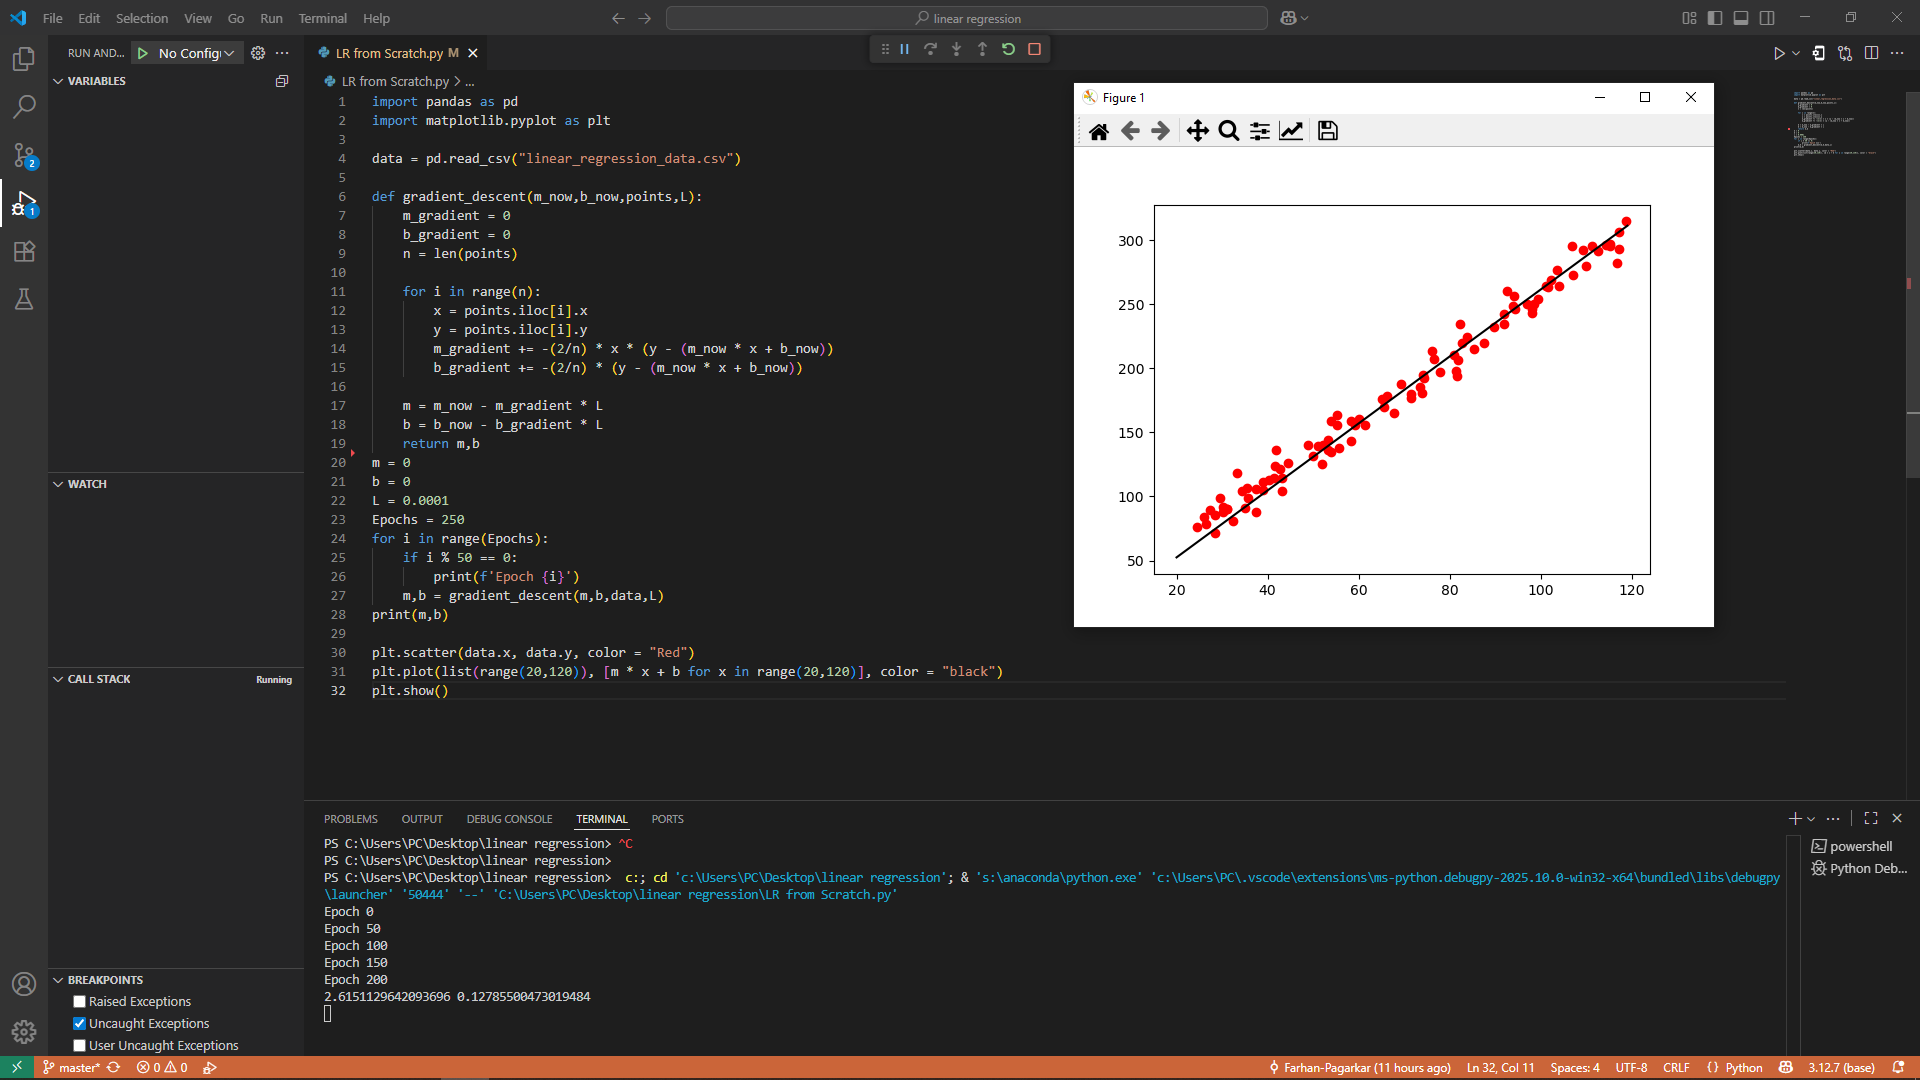 File Edit Selection View Go Run Terminal Help
linear regression
RUN AND... No Config
VARIABLES
WATCH
CALL STACK Running
BREAKPOINTS
Raised Exceptions
Uncaught Exceptions
User Uncaught Exceptions
2
1
LR from Scratch.py M
LR from Scratch.py > ...
1 import pandas as pd
2 import matplotlib.pyplot as plt
3
4 data = pd.read_csv("linear_regression_data.csv")
5
6 def gradient_descent(m_now,b_now,points,L):
7 m_gradient = 0
8 b_gradient = 0
9 n = len(points)
10
11 for i in range(n):
12 x = points.iloc[i].x
13 y = points.iloc[i].y
14 m_gradient += -(2/n) * x * (y - (m_now * x + b_now))
15 b_gradient += -(2/n) * (y - (m_now * x + b_now))
16
17 m = m_now - m_gradient * L
18 b = b_now - b_gradient * L
19 return m,b
20 m = 0
21 b = 0
22 L = 0.0001
23 Epochs = 250
24 for i in range(Epochs):
25 if i % 50 == 0:
26 print(f'Epoch {i}')
27 m,b = gradient_descent(m,b,data,L)
28 print(m,b)
29
30 plt.scatter(data.x, data.y, color = "Red")
31 plt.plot(list(range(20,120)), [m * x + b for x in range(20,120)], color = "black")
32 plt.show()
Figure 1
300
250
200
150
100
50
20 40 60 80 100 120
PROBLEMS OUTPUT DEBUG CONSOLE TERMINAL PORTS
PS C:\Users\PC\Desktop\linear regression> ^C
PS C:\Users\PC\Desktop\linear regression>
PS C:\Users\PC\Desktop\linear regression> c:; cd 'c:\Users\PC\Desktop\linear regression'; & 's:\anaconda\python.exe' 'c:\Users\PC\.vscode\extensions\ms-python.debugpy-2025.10.0-win32-x64\bundled\libs\debugpy
\launcher' '50444' '--' 'C:\Users\PC\Desktop\linear regression\LR from Scratch.py'
Epoch 0
Epoch 50
Epoch 100
Epoch 150
Epoch 200
2.6151129642093696 0.12785500473019484
powershell
Python Deb...
master* 0 0 Farhan-Pagarkar (11 hours ago) Ln 32, Col 11 Spaces: 4 UTF-8 CRLF {} Python 3.12.7 (base)